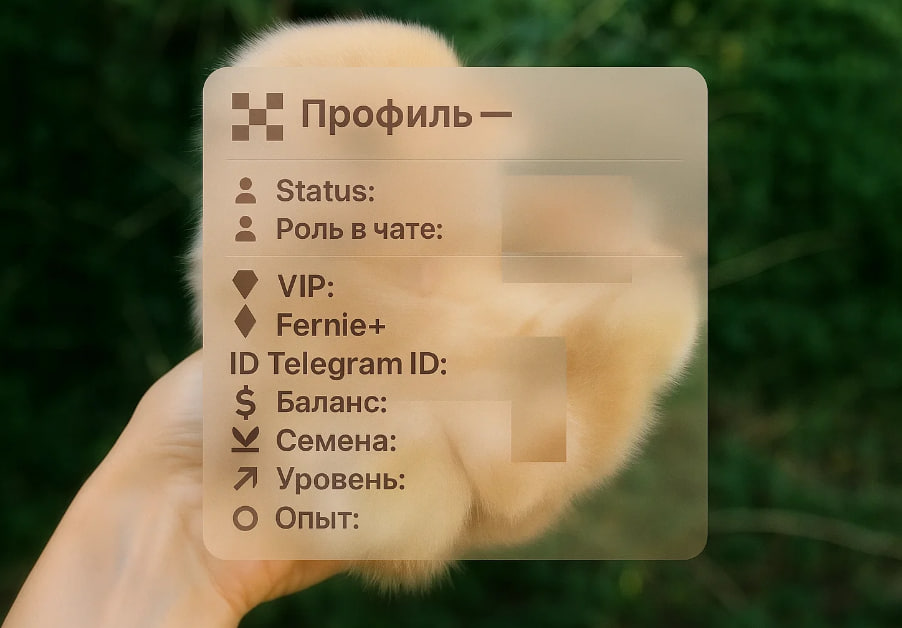 Профиль —
Status:
Роль в чате:
VIP:
Fernie+
ID Telegram ID:
$ Баланс:
Семена:
Уровень:
Опыт: